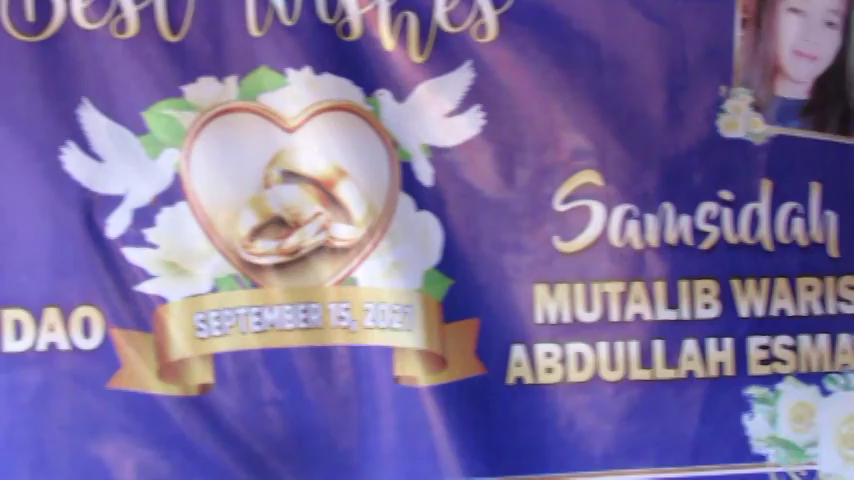 Best Wishes
DAO
SEPTEMBER 15, 2021
Samsidah
MUTALIB WARIS
ABDULLAH ESMA